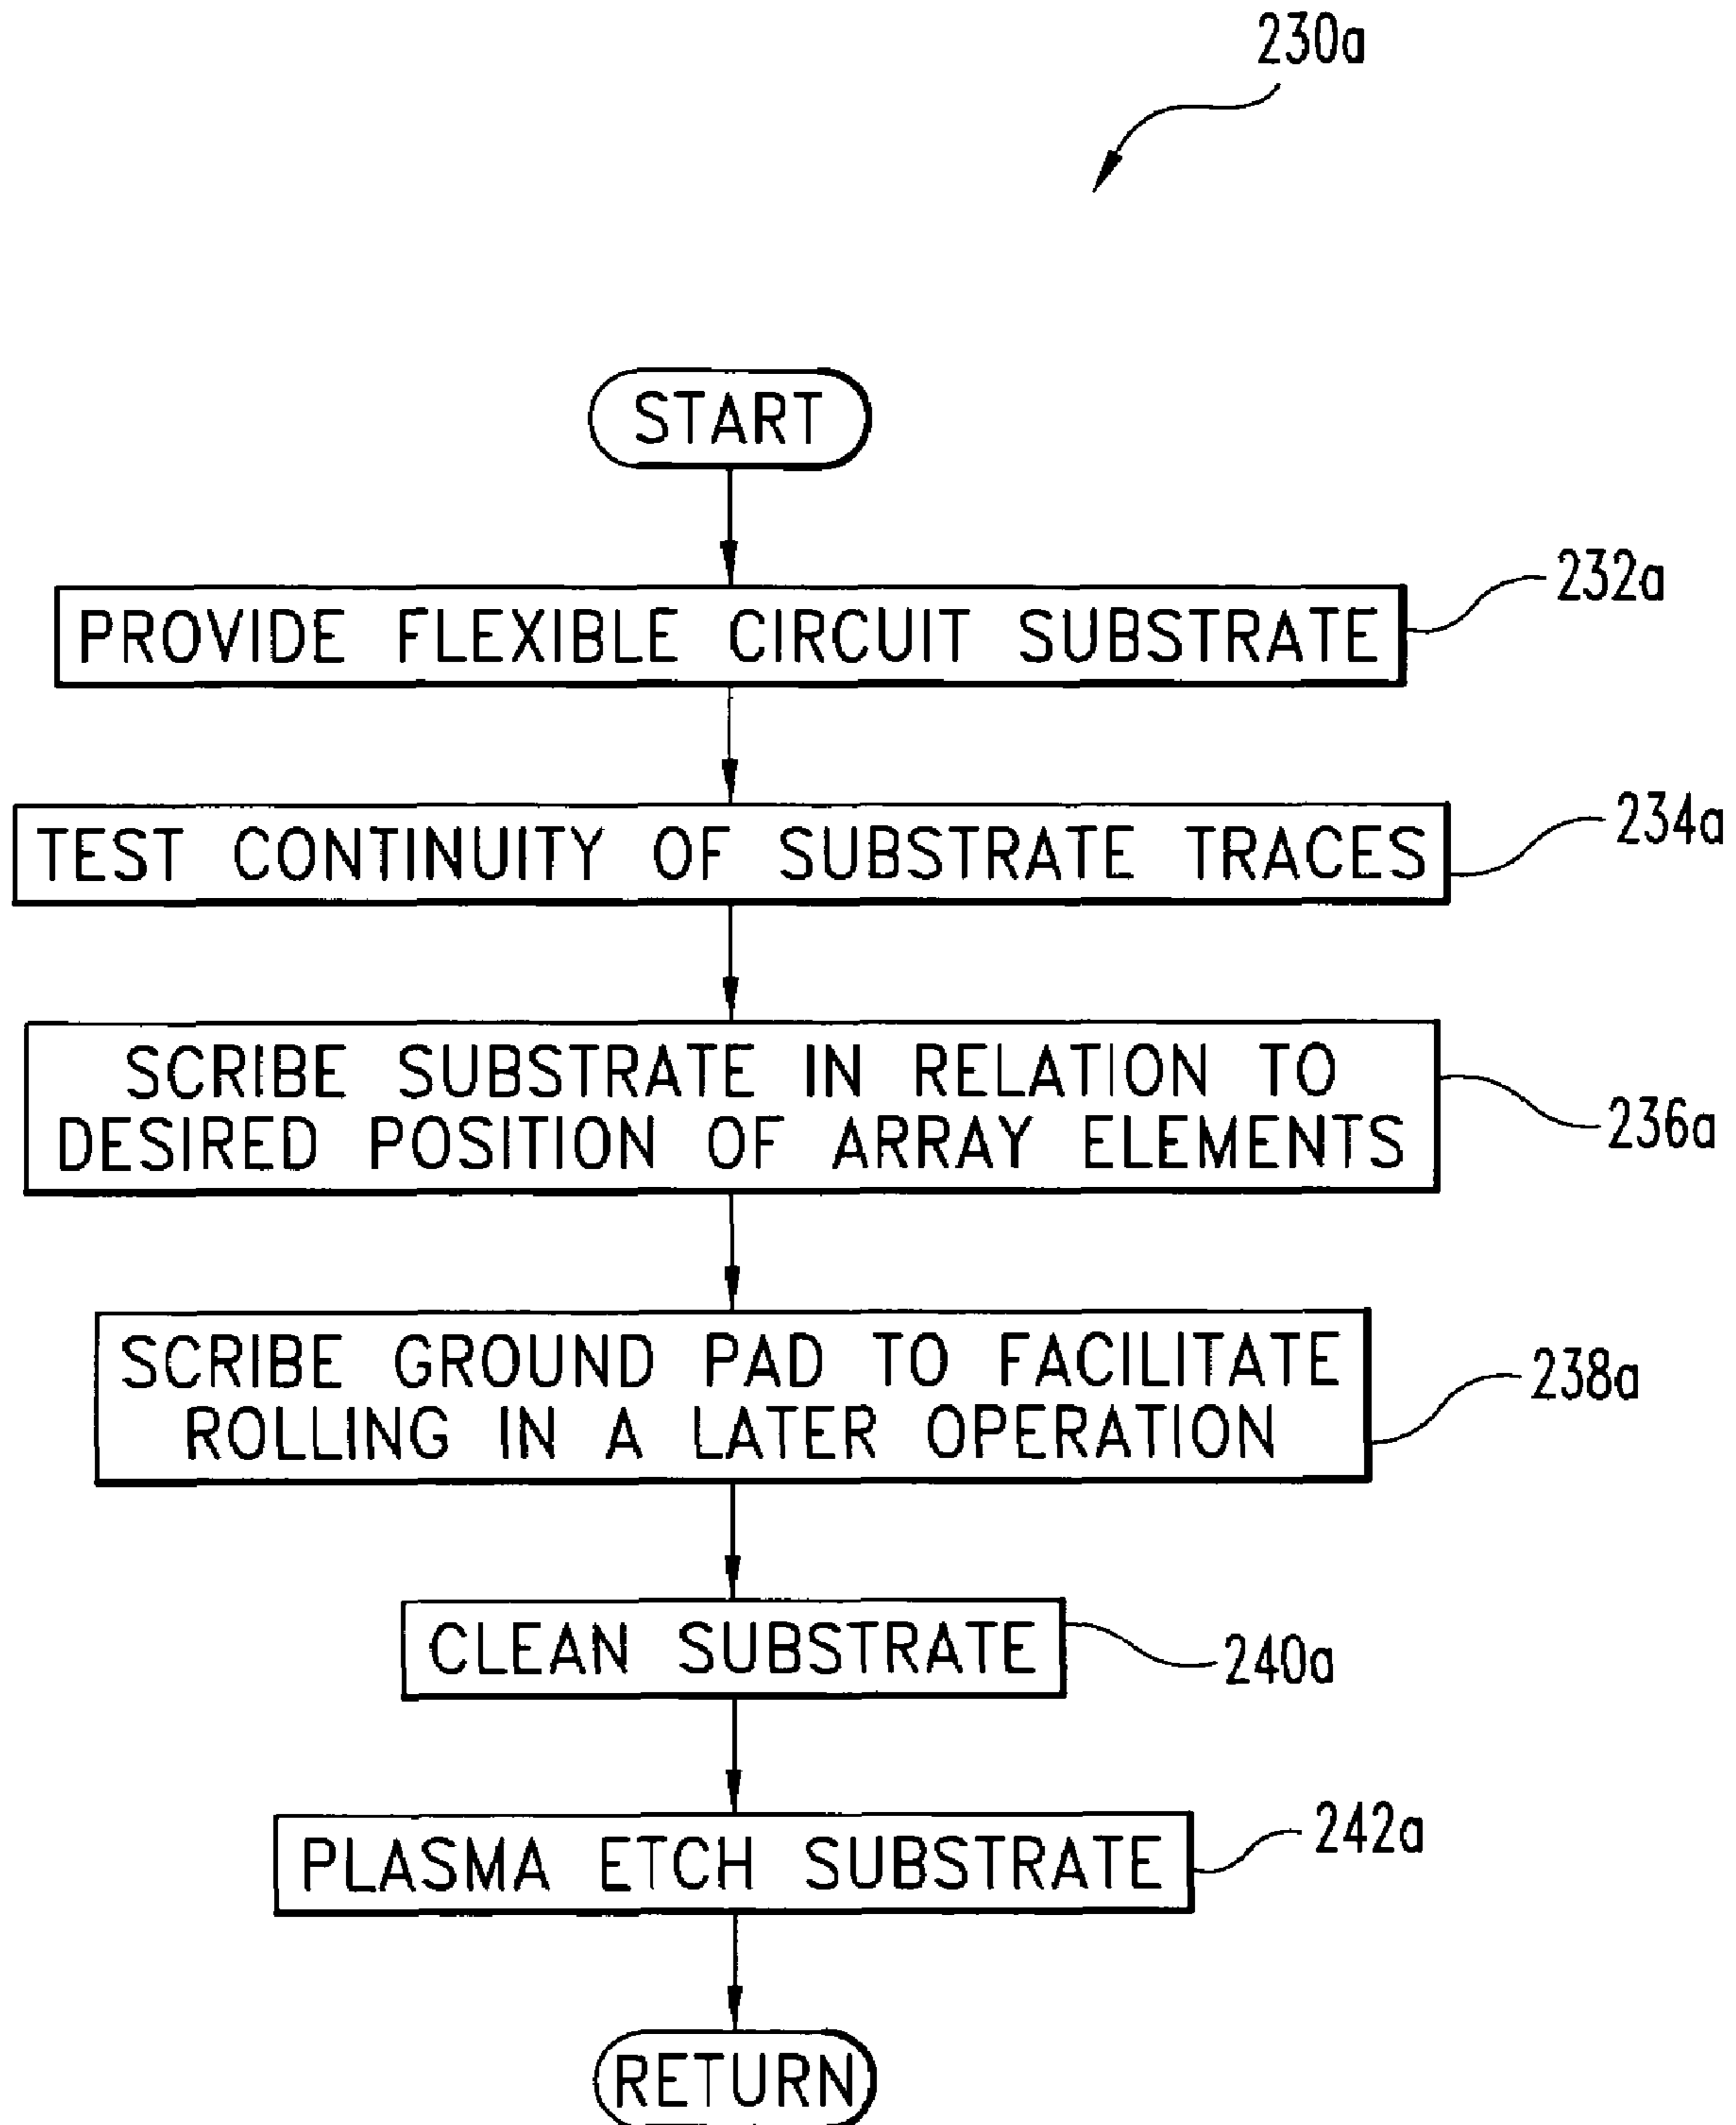 230a
START
PROVIDE FLEXIBLE CIRCUIT SUBSTRATE
232a
TEST CONTINUITY OF SUBSTRATE TRACES
234a
SCRIBE SUBSTRATE IN RELATION TO
DESIRED POSITION OF ARRAY ELEMENTS
236a
SCRIBE GROUND PAD TO FACILITATE
ROLLING IN A LATER OPERATION
238a
CLEAN SUBSTRATE
240a
PLASMA ETCH SUBSTRATE
242a
RETURN